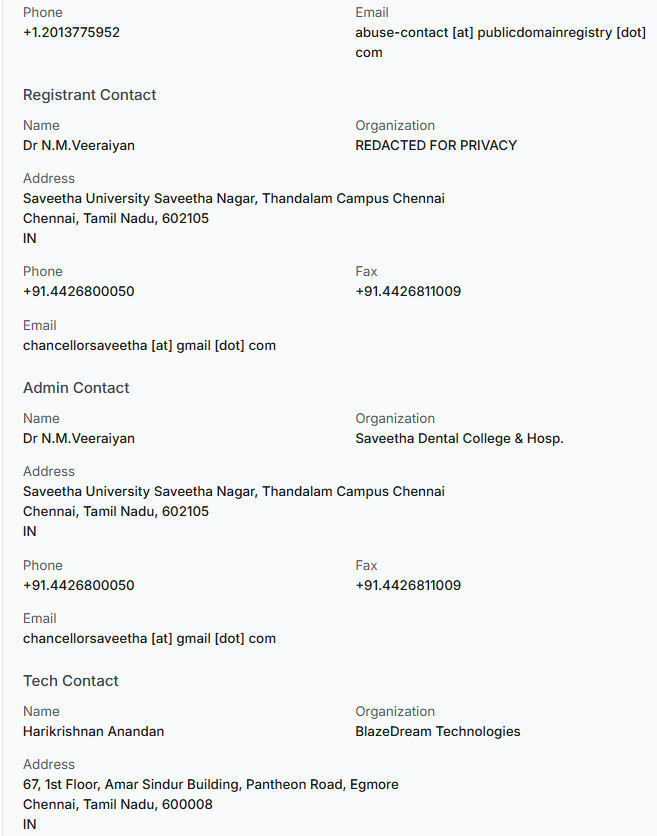 Phone
Email
+1.2013775952
abuse-contact [at] publicdomainregistry [dot]
com
Registrant Contact
Name
Organization
Dr N.M.Veeraiyan
REDACTED FOR PRIVACY
Address
Saveetha University Saveetha Nagar, Thandalam Campus Chennai
Chennai, Tamil Nadu, 602105
IN
Phone
Fax
+91.4426800050
+91.4426811009
Email
chancellorsaveetha [at] gmail [dot] com
Admin Contact
Name
Organization
Dr N.M.Veeraiyan
Saveetha Dental College & Hosp.
Address
Saveetha University Saveetha Nagar, Thandalam Campus Chennai
Chennai, Tamil Nadu, 602105
IN
Phone
Fax
+91.4426800050
+91.4426811009
Email
chancellorsaveetha [at] gmail [dot] com
Tech Contact
Name
Organization
Harikrishnan Anandan
BlazeDream Technologies
Address
67, 1st Floor, Amar Sindur Building, Pantheon Road, Egmore
Chennai, Tamil Nadu, 600008
IN